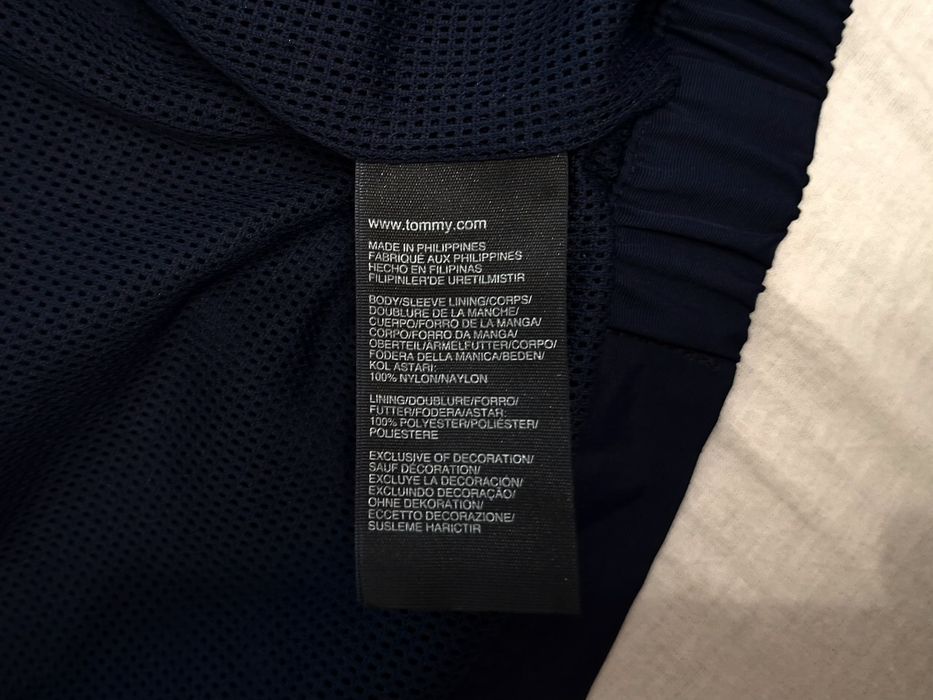 www.tommy.com
MADE IN PHILIPPINES
FABRIQUÉ AUX PHILIPPINES
HECHO EN FILIPINAS
FILIPINLER'DE URETILMISTIR
BODY/SLEEVE LINING/CORPS/
DOUBLURE DE LA MANCHE/
CUERPO/FORRO DE LA MANGA/
CORPO/FORRO DA MANGA/
OBERTEIL/ÄRMELFUTTER/CORPO/
FODERA DELLA MANICA/BEDEN/
KOL ASTARI:
100% NYLON/NAYLON
LINING/DOUBLURE/FORRO/
FUTTER/FODERA/ASTAR:
100% POLYESTER/POLIÉSTER/
POLIESTERE
EXCLUSIVE OF DECORATION/
SAUF DÉCORATION/
EXCLUYE LA DECORACION/
EXCLUINDO DECORAÇÃO/
OHNE DEKORATION/
ECCETTO DECORAZIONE/
SUSLEME HARICTIR